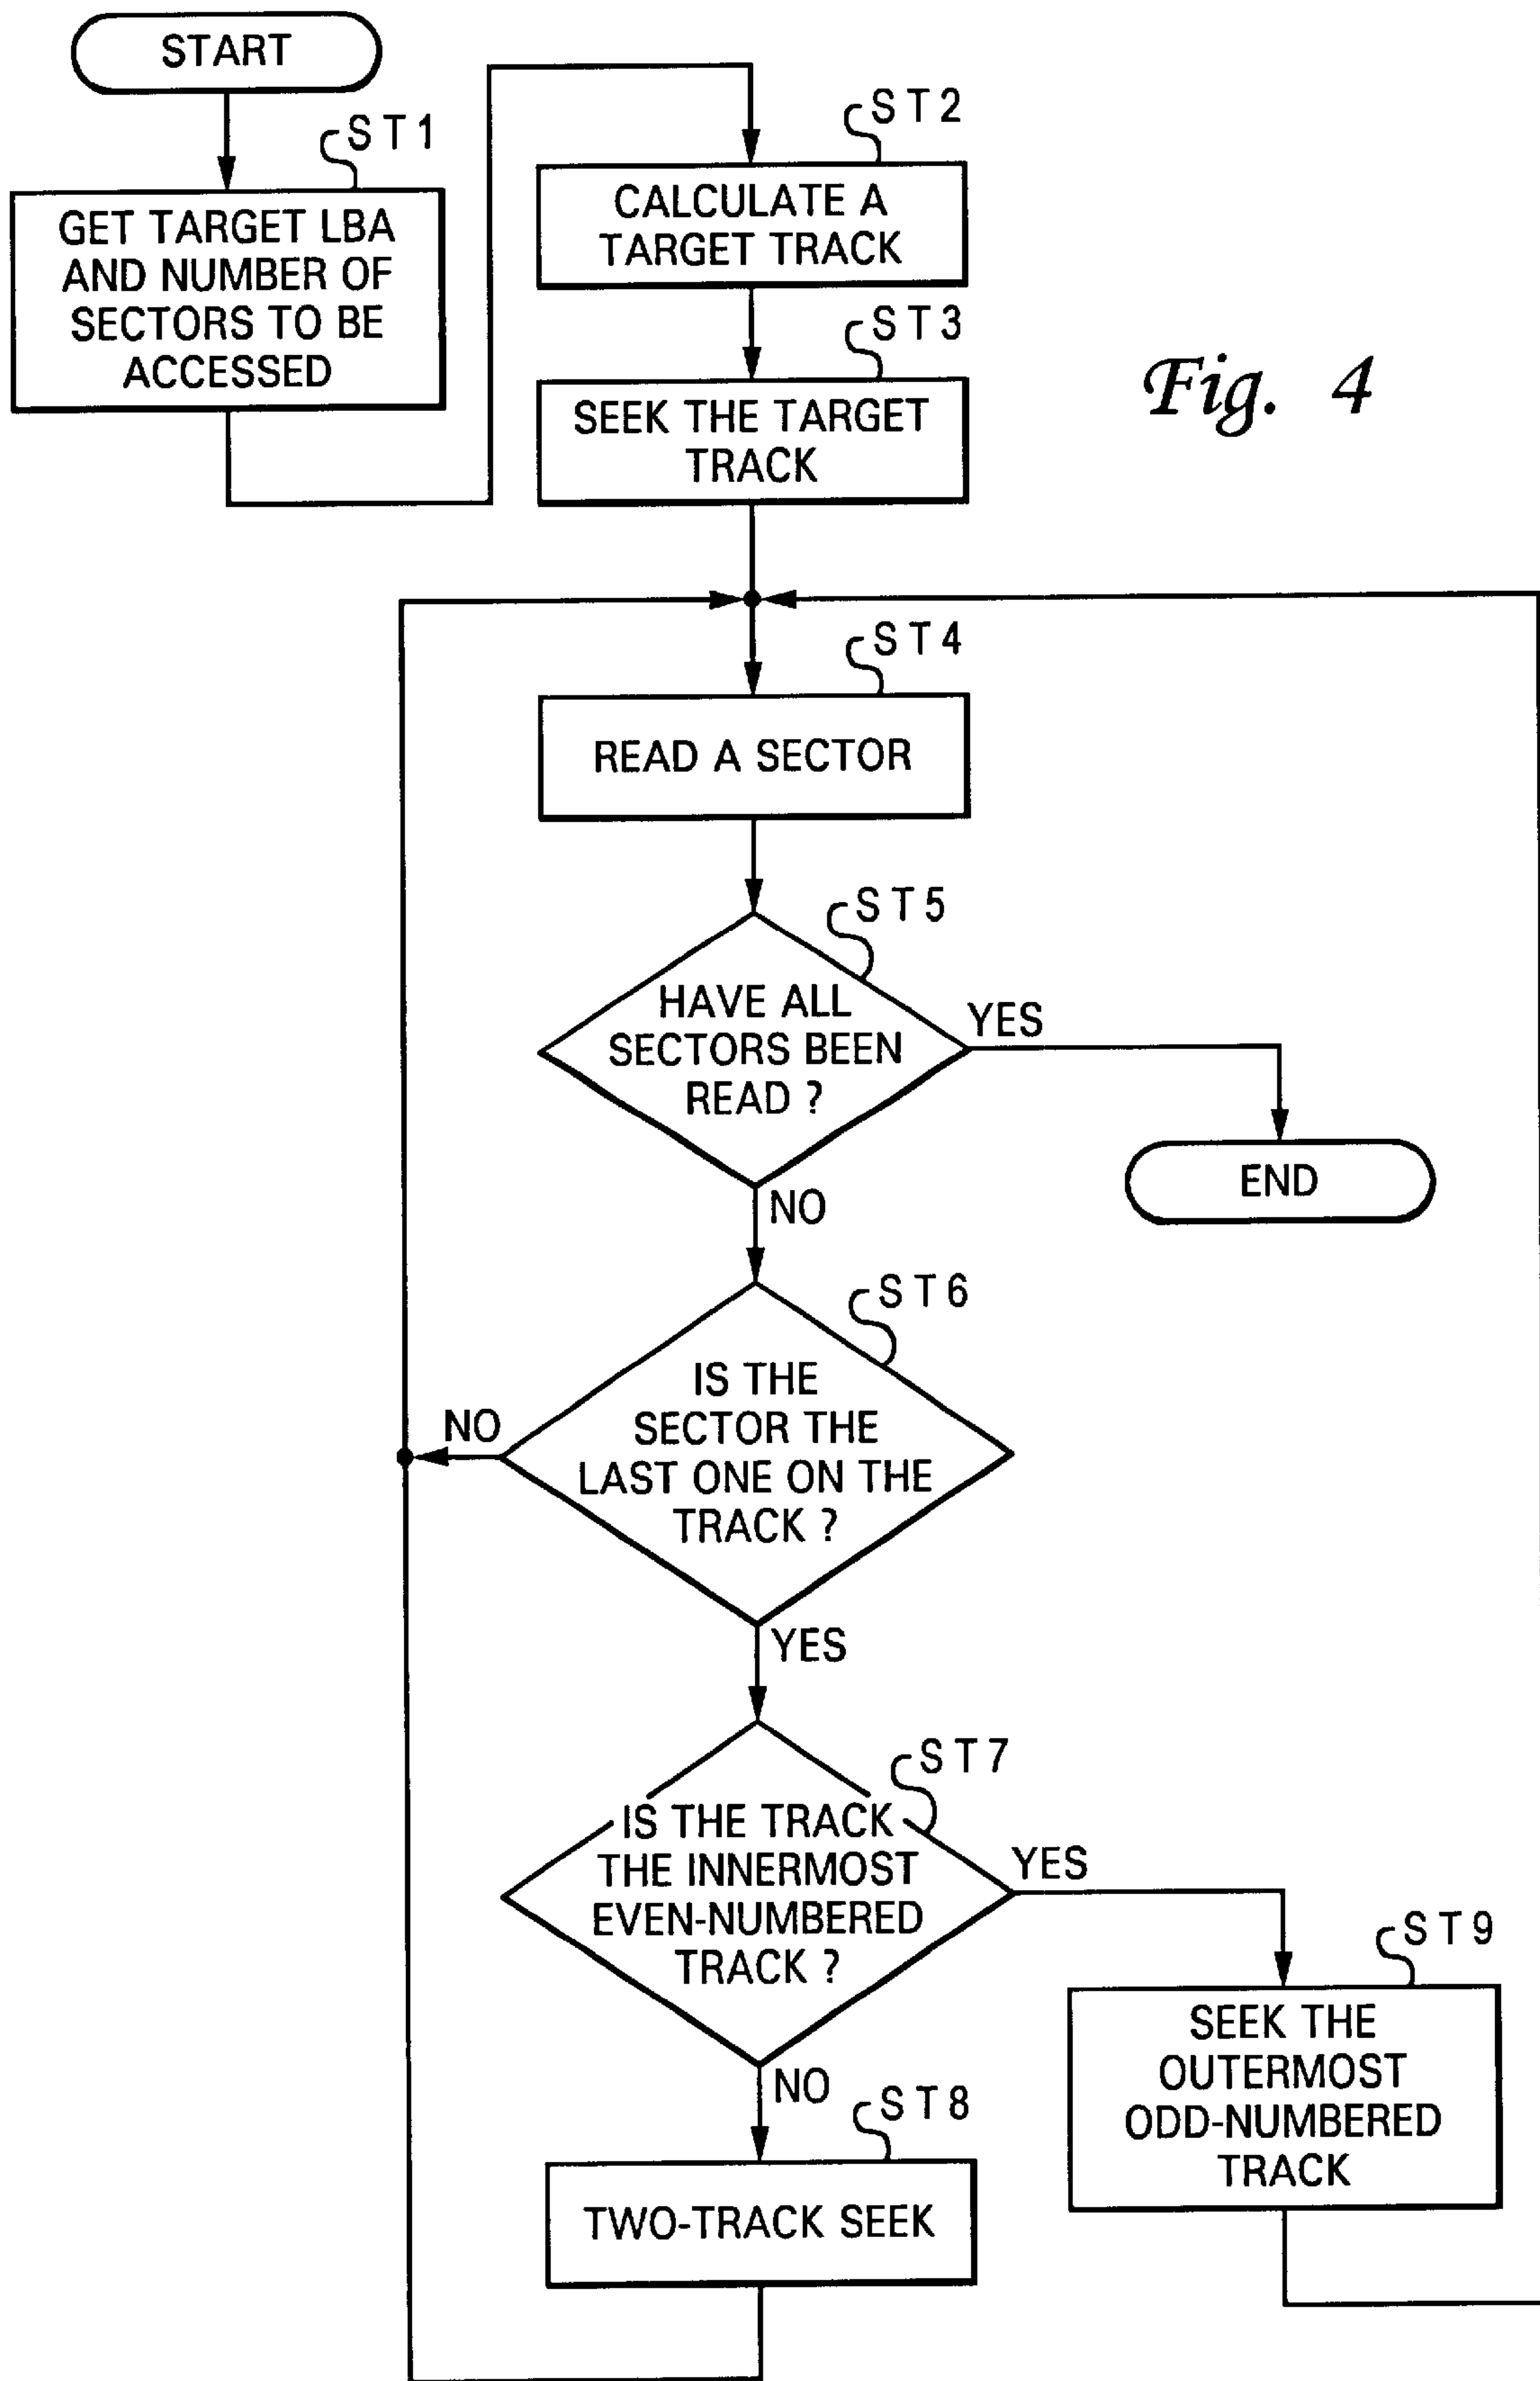 START
ST1
GET TARGET LBA
AND NUMBER OF
SECTORS TO BE
ACCESSED
ST2
CALCULATE A
TARGET TRACK
ST3
SEEK THE TARGET
TRACK
Fig. 4
ST4
READ A SECTOR
ST5
HAVE ALL
SECTORS BEEN
READ ?
YES
END
NO
ST6
IS THE
SECTOR THE
LAST ONE ON THE
TRACK ?
NO
YES
ST7
IS THE TRACK
THE INNERMOST
EVEN-NUMBERED
TRACK ?
YES
ST9
SEEK THE
OUTERMOST
ODD-NUMBERED
TRACK
NO
ST8
TWO-TRACK SEEK